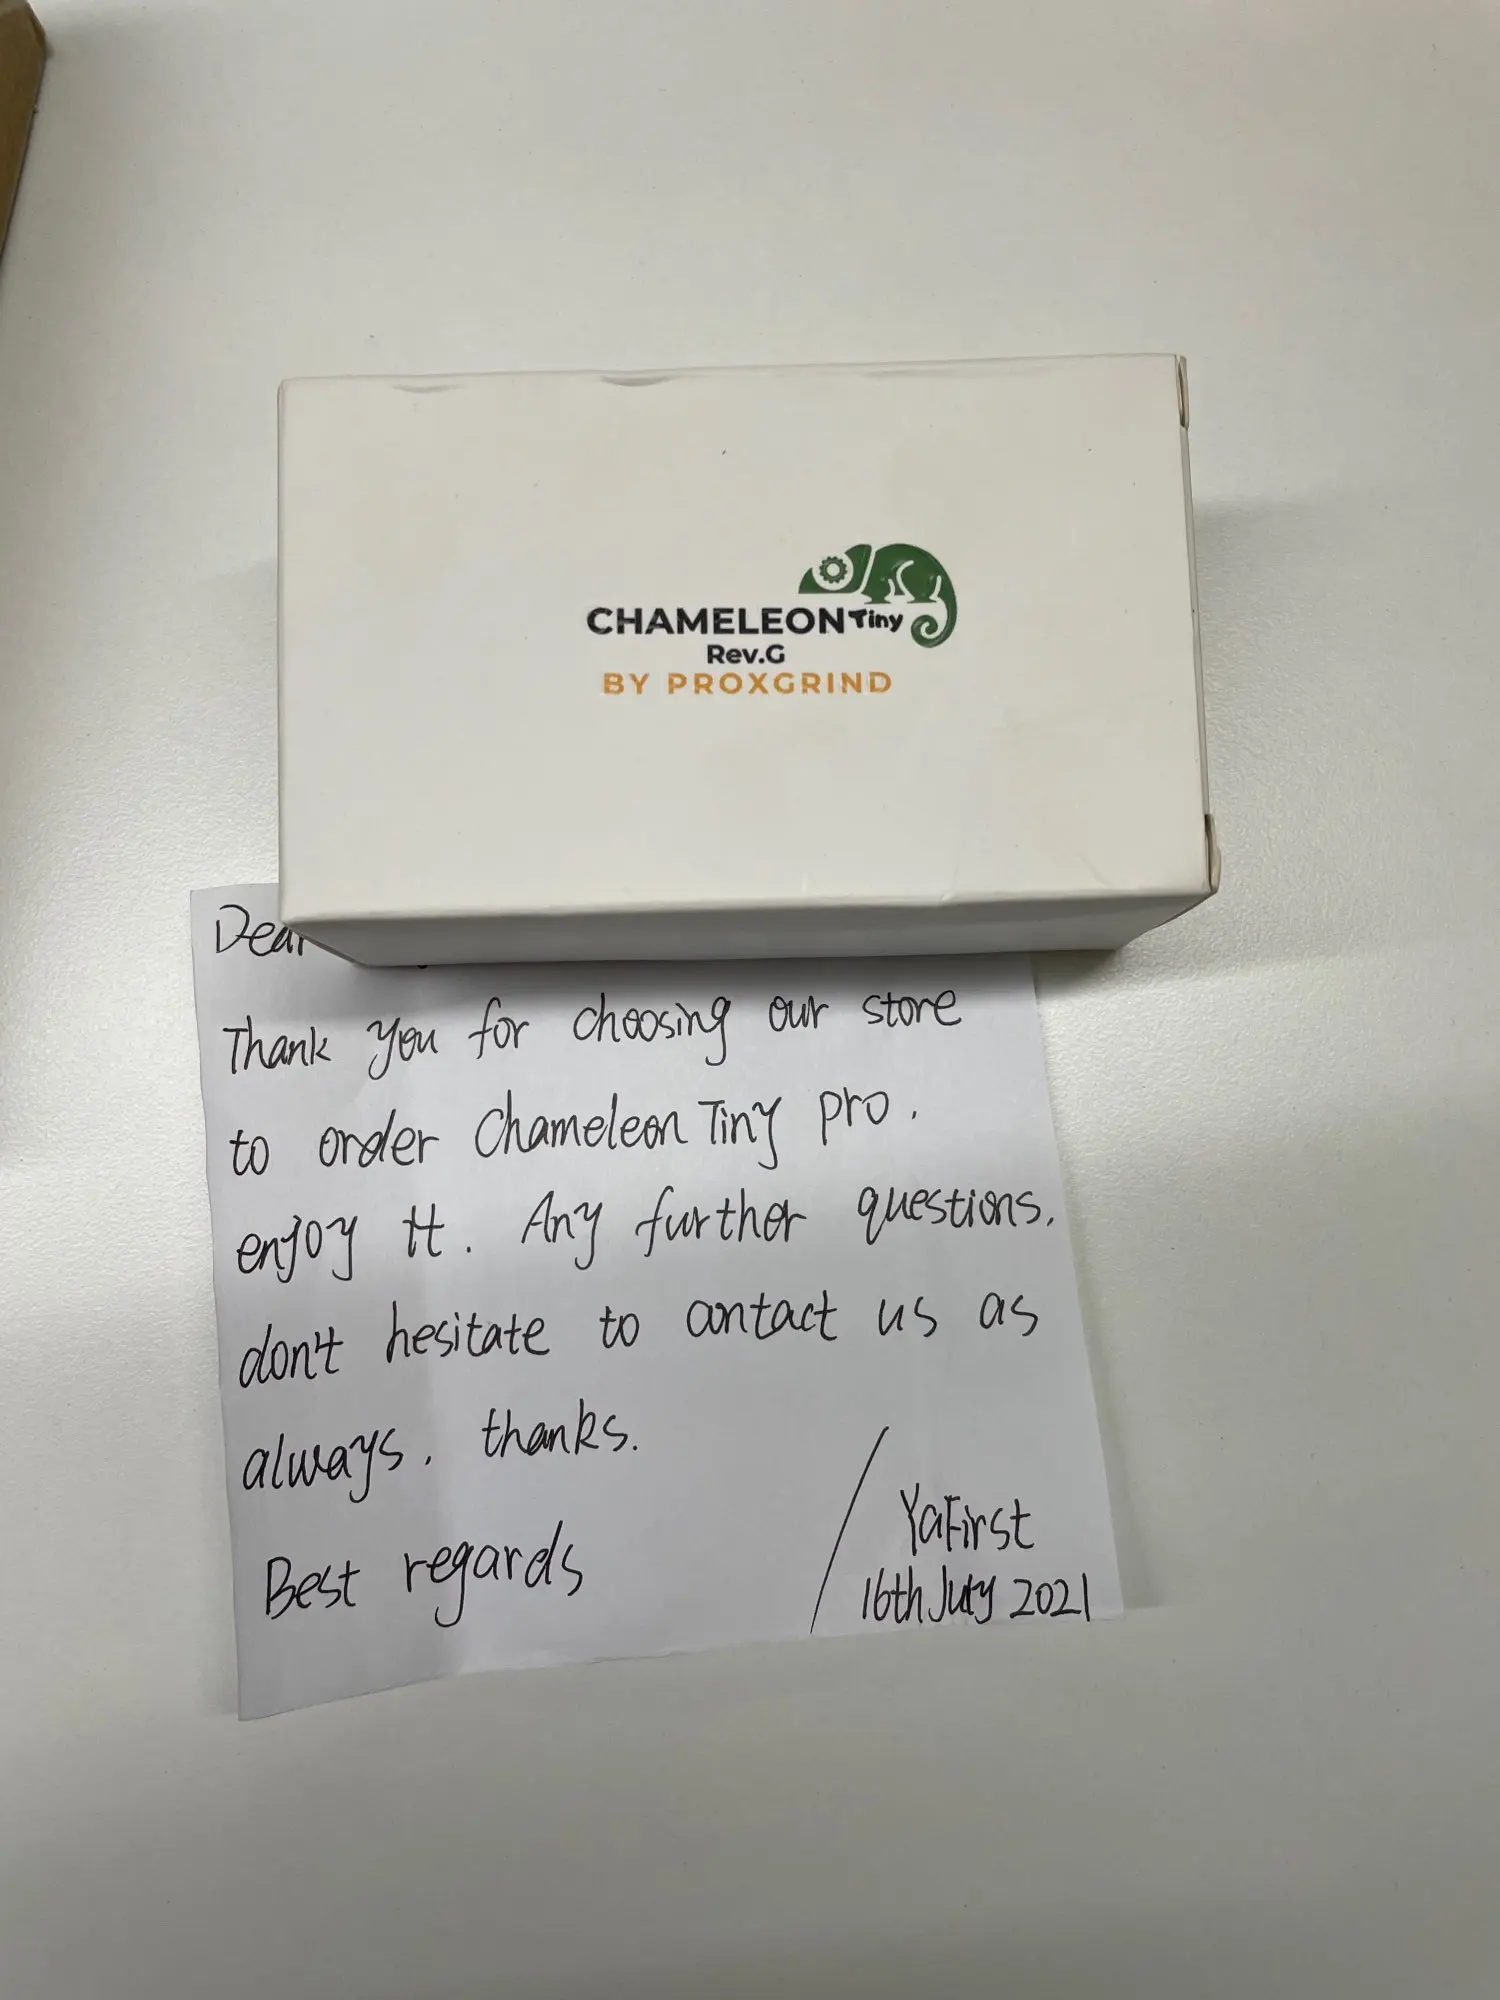 CHAMELEON Tiny
Rev.G
BY PROXGRIND
Dear
Thank you for choosing our store
to order Chameleon Tiny pro.
enjoy it. Any further questions.
don't hesitate to contact us as
always. thanks.
Best regards
YaFirst
16th July 2021